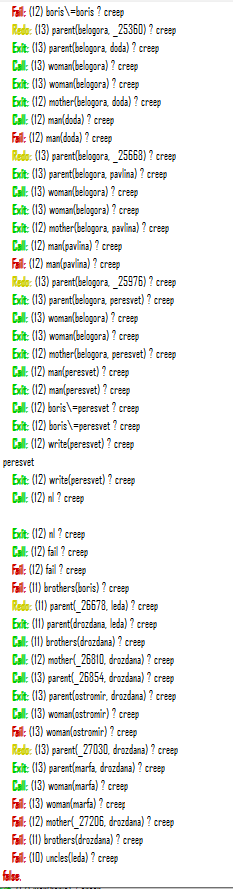 Fail: (12) boris\=boris ? creep
Redo: (13) parent(belogora, _25360) ? creep
Exit: (13) parent(belogora, doda) ? creep
Call: (13) woman(belogora) ? creep
Exit: (13) woman(belogora) ? creep
Exit: (12) mother(belogora, doda) ? creep
Call: (12) man(doda) ? creep
Fail: (12) man(doda) ? creep
Redo: (13) parent(belogora, _25668) ? creep
Exit: (13) parent(belogora, pavlina) ? creep
Call: (13) woman(belogora) ? creep
Exit: (13) woman(belogora) ? creep
Exit: (12) mother(belogora, pavlina) ? creep
Call: (12) man(pavlina) ? creep
Fail: (12) man(pavlina) ? creep
Redo: (13) parent(belogora, _25976) ? creep
Exit: (13) parent(belogora, peresvet) ? creep
Call: (13) woman(belogora) ? creep
Exit: (13) woman(belogora) ? creep
Exit: (12) mother(belogora, peresvet) ? creep
Call: (12) man(peresvet) ? creep
Exit: (12) man(peresvet) ? creep
Call: (12) boris\=peresvet ? creep
Exit: (12) boris\=peresvet ? creep
Call: (12) write(peresvet) ? creep
peresvet
Exit: (12) write(peresvet) ? creep
Call: (12) nl ? creep
Exit: (12) nl ? creep
Call: (12) fail ? creep
Fail: (12) fail ? creep
Fail: (11) brothers(boris) ? creep
Redo: (11) parent(_26678, leda) ? creep
Exit: (11) parent(drozdana, leda) ? creep
Call: (11) brothers(drozdana) ? creep
Call: (12) mother(_26810, drozdana) ? creep
Call: (13) parent(_26854, drozdana) ? creep
Exit: (13) parent(ostromir, drozdana) ? creep
Call: (13) woman(ostromir) ? creep
Fail: (13) woman(ostromir) ? creep
Redo: (13) parent(_27030, drozdana) ? creep
Exit: (13) parent(marfa, drozdana) ? creep
Call: (13) woman(marfa) ? creep
Fail: (13) woman(marfa) ? creep
Fail: (12) mother(_27206, drozdana) ? creep
Fail: (11) brothers(drozdana) ? creep
Fail: (10) uncles(leda) ? creep
false.